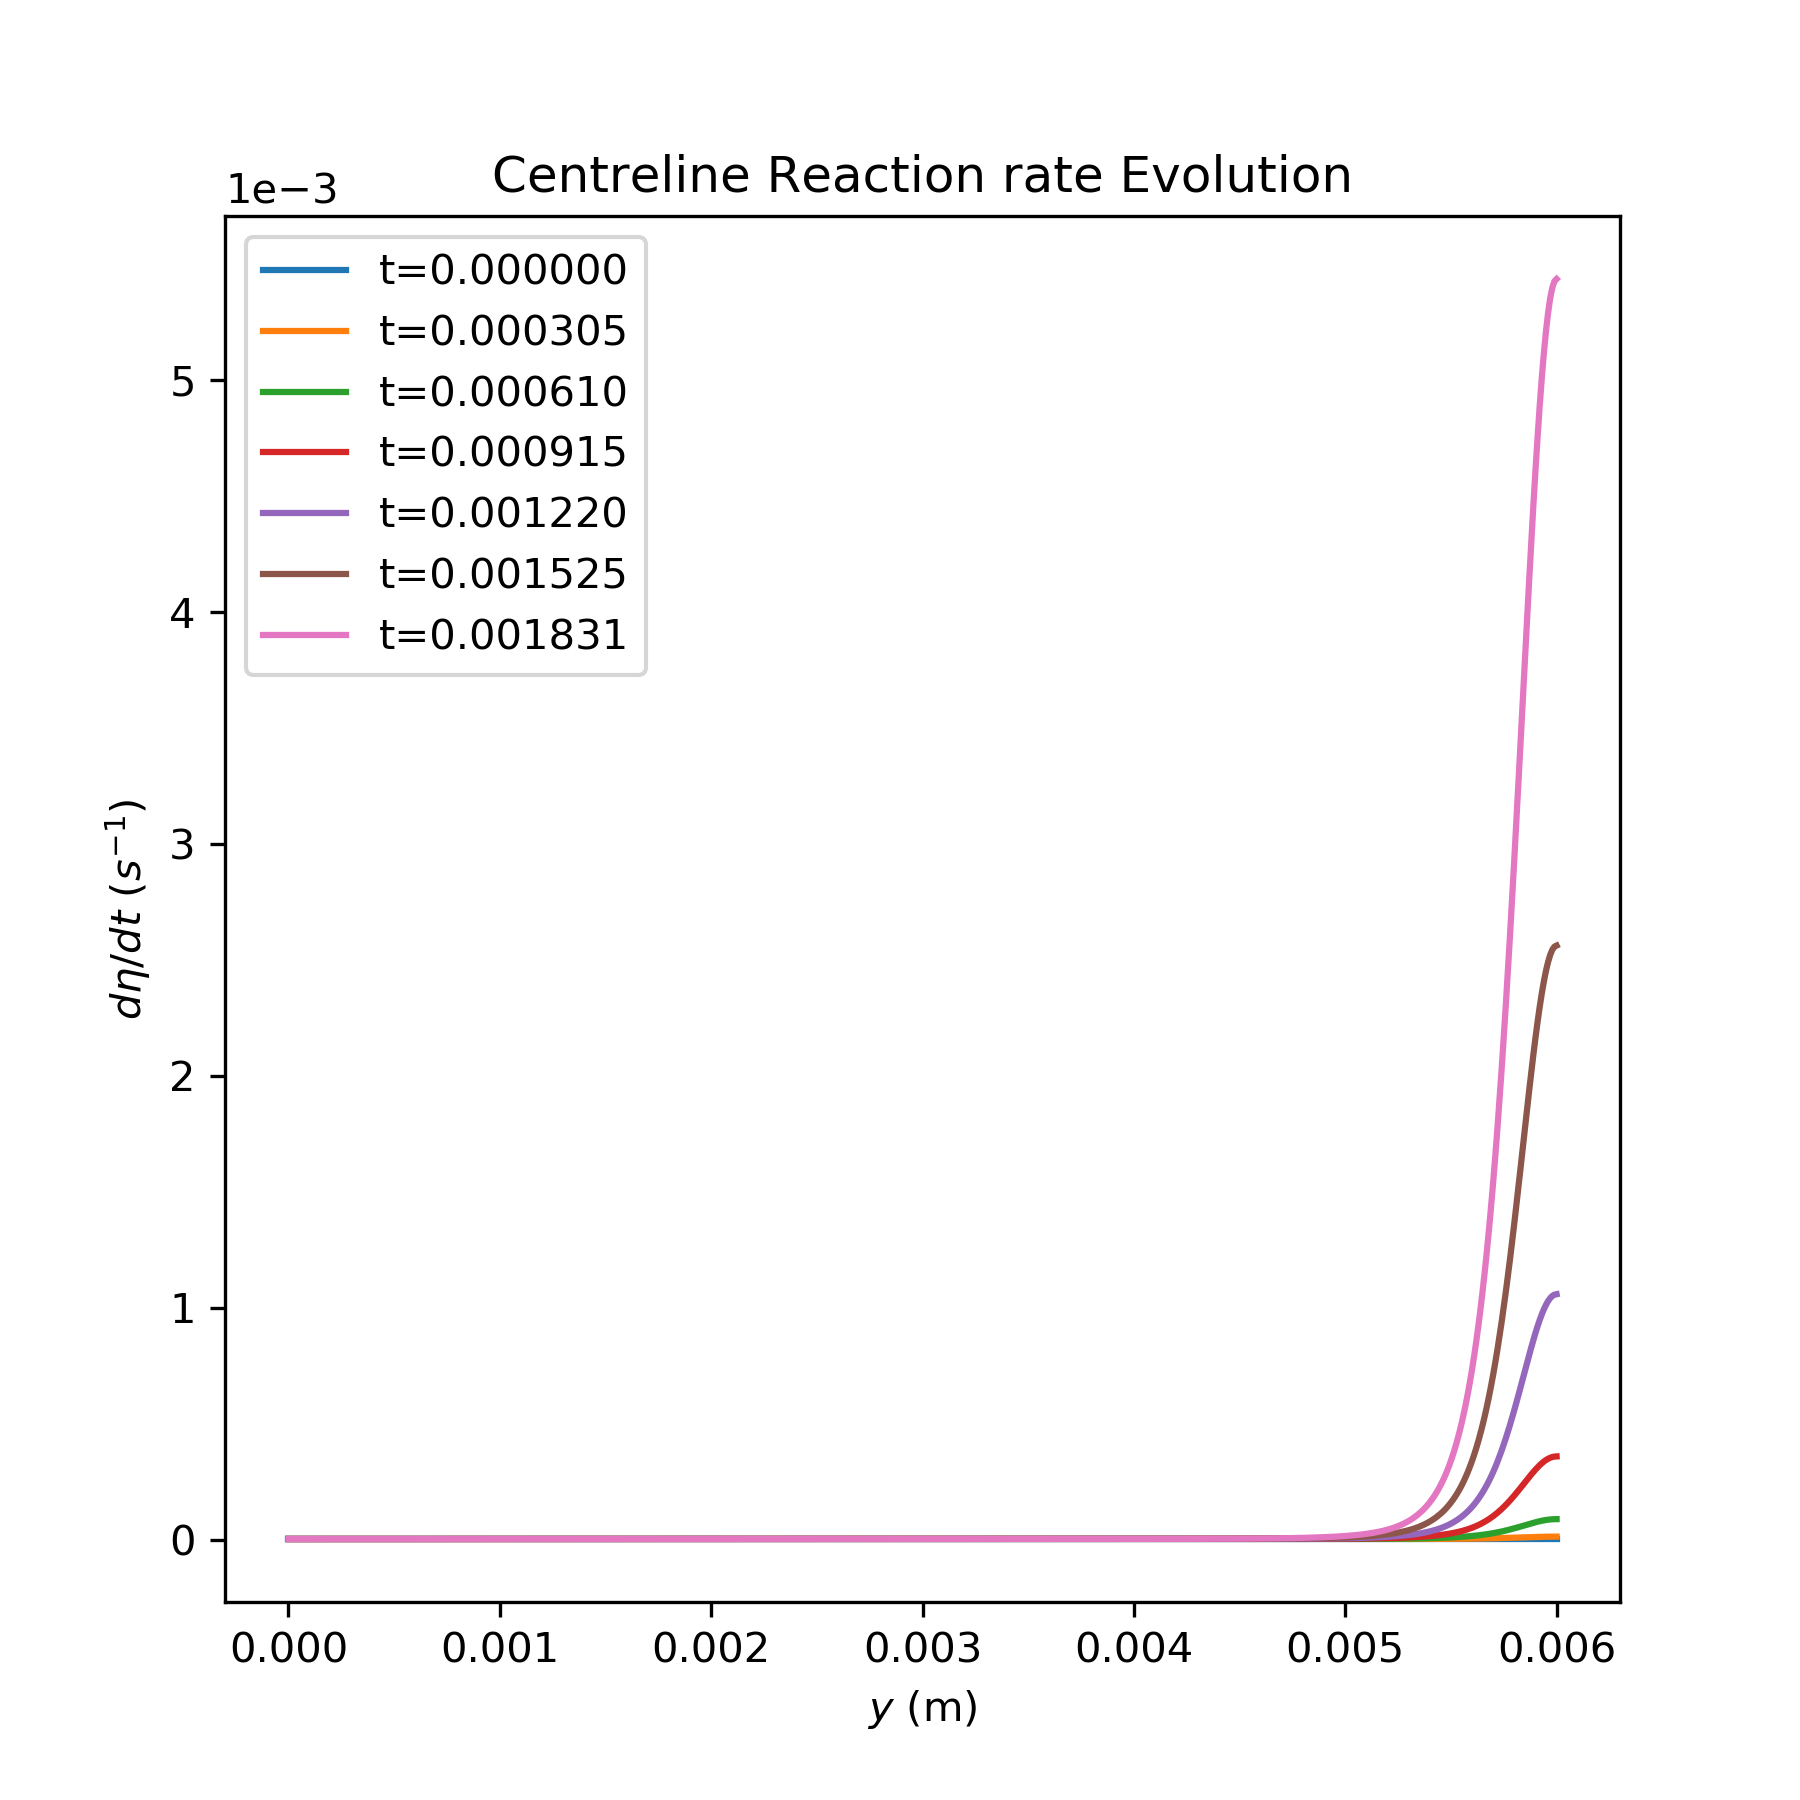 Centreline Reaction rate Evolution
1e−3
t=0.000000
t=0.000305
t=0.000610
t=0.000915
t=0.001220
t=0.001525
t=0.001831
5
4
3
2
1
0
dη/dt (s⁻¹)
0.000 0.001 0.002 0.003 0.004 0.005 0.006
y (m)